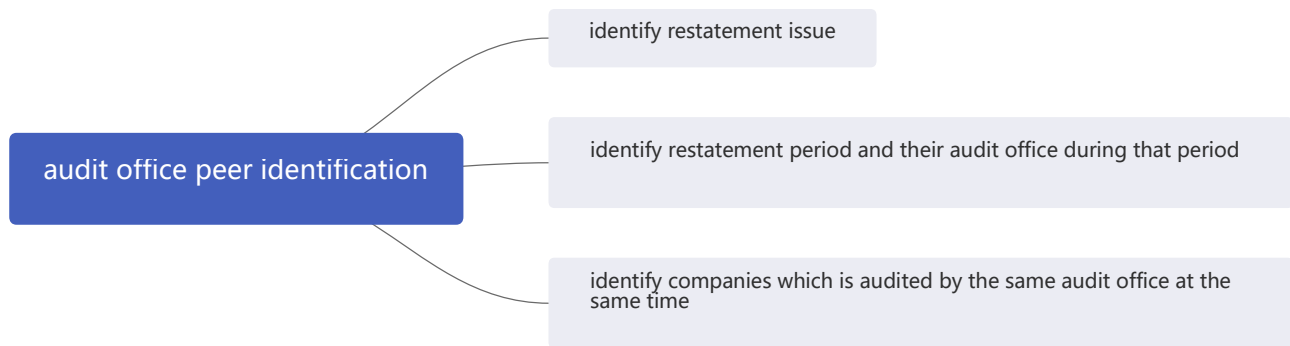 audit office peer identification
identify restatement issue
identify restatement period and their audit office during that period
identify companies which is audited by the same audit office at the
same time